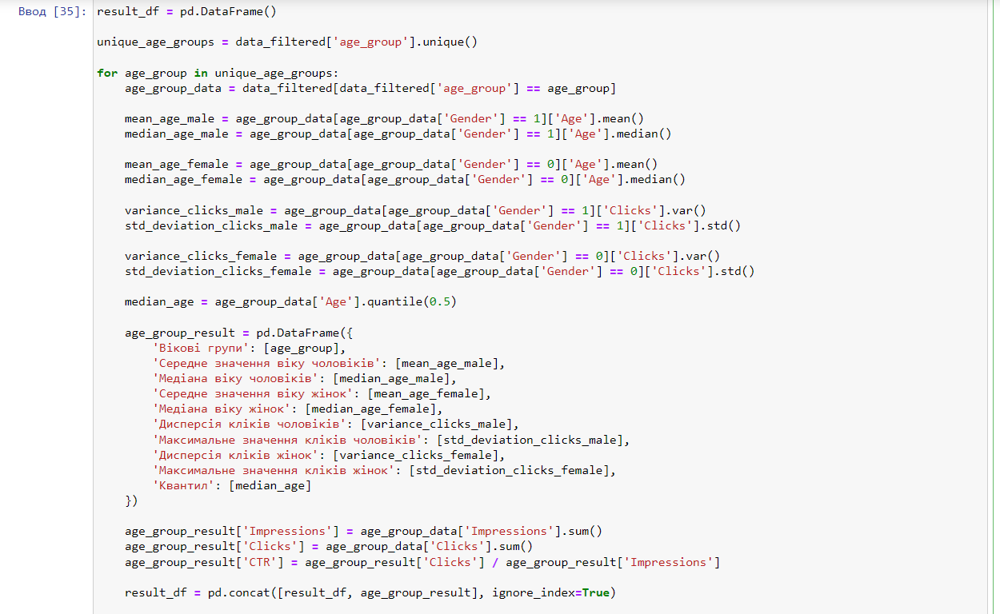 Ввод [35]: result_df = pd.DataFrame()
unique_age_groups = data_filtered['age_group'].unique()
for age_group in unique_age_groups:
    age_group_data = data_filtered[data_filtered['age_group'] == age_group]
    mean_age_male = age_group_data[age_group_data['Gender'] == 1]['Age'].mean()
    median_age_male = age_group_data[age_group_data['Gender'] == 1]['Age'].median()
    mean_age_female = age_group_data[age_group_data['Gender'] == 0]['Age'].mean()
    median_age_female = age_group_data[age_group_data['Gender'] == 0]['Age'].median()
    variance_clicks_male = age_group_data[age_group_data['Gender'] == 1]['Clicks'].var()
    std_deviation_clicks_male = age_group_data[age_group_data['Gender'] == 1]['Clicks'].std()
    variance_clicks_female = age_group_data[age_group_data['Gender'] == 0]['Clicks'].var()
    std_deviation_clicks_female = age_group_data[age_group_data['Gender'] == 0]['Clicks'].std()
    median_age = age_group_data['Age'].quantile(0.5)
    age_group_result = pd.DataFrame({
        'Вікові групи': [age_group],
        'Середне значення віку чоловіків': [mean_age_male],
        'Медіана віку чоловіків': [median_age_male],
        'Середне значення віку жінок': [mean_age_female],
        'Медіана віку жінок': [median_age_female],
        'Дисперсія кліків чоловіків': [variance_clicks_male],
        'Максимальне значення кліків чоловіків': [std_deviation_clicks_male],
        'Дисперсія кліків жінок': [variance_clicks_female],
        'Максимальне значення кліків жінок': [std_deviation_clicks_female],
        'Квантил': [median_age]
    })
    age_group_result['Impressions'] = age_group_data['Impressions'].sum()
    age_group_result['Clicks'] = age_group_data['Clicks'].sum()
    age_group_result['CTR'] = age_group_result['Clicks'] / age_group_result['Impressions']
    result_df = pd.concat([result_df, age_group_result], ignore_index=True)